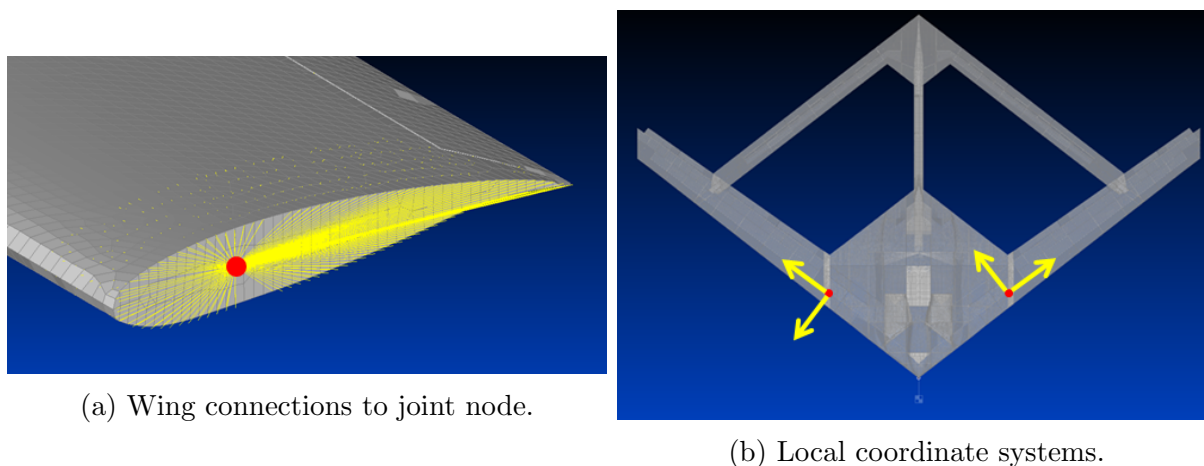 (a) Wing connections to joint node.
(b) Local coordinate systems.